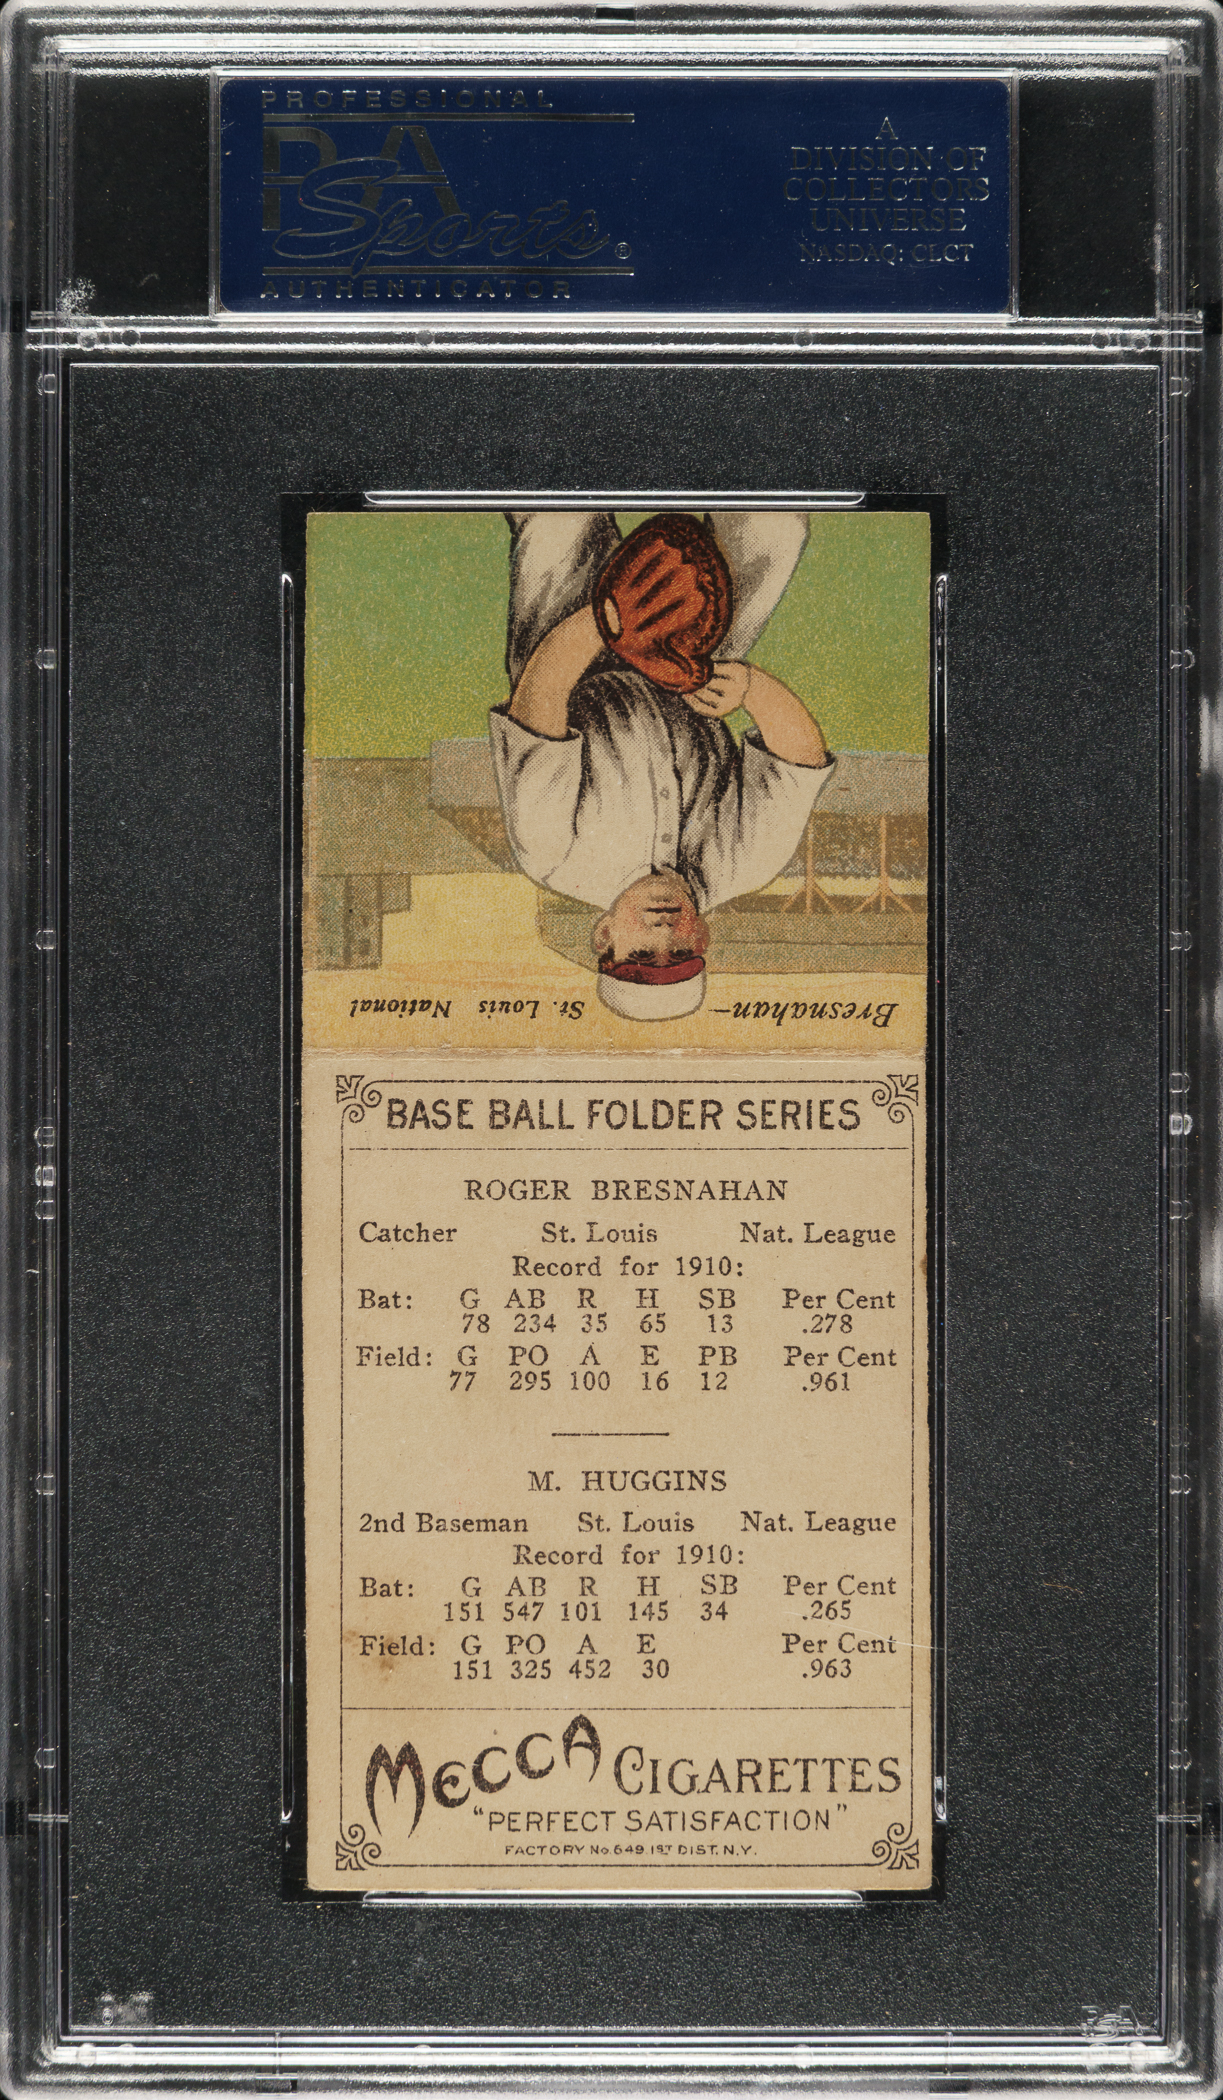 PROFESSIONAL
PSA
Sports®
AUTHENTICATOR
A
DIVISION OF
COLLECTORS
UNIVERSE
NASDAQ: CLCT
Bresnahan— St. Louis National
BASE BALL FOLDER SERIES
ROGER BRESNAHAN
Catcher St. Louis Nat. League
Record for 1910:
Bat: G AB R H SB Per Cent
78 234 35 65 13 .278
Field: G PO A E PB Per Cent
77 295 100 16 12 .961
M. HUGGINS
2nd Baseman St. Louis Nat. League
Record for 1910:
Bat: G AB R H SB Per Cent
151 547 101 145 34 .265
Field: G PO A E Per Cent
151 325 452 30 .963
MECCA CIGARETTES
"PERFECT SATISFACTION"
FACTORY No. 649. 1ST DIST. N.Y.
PSA